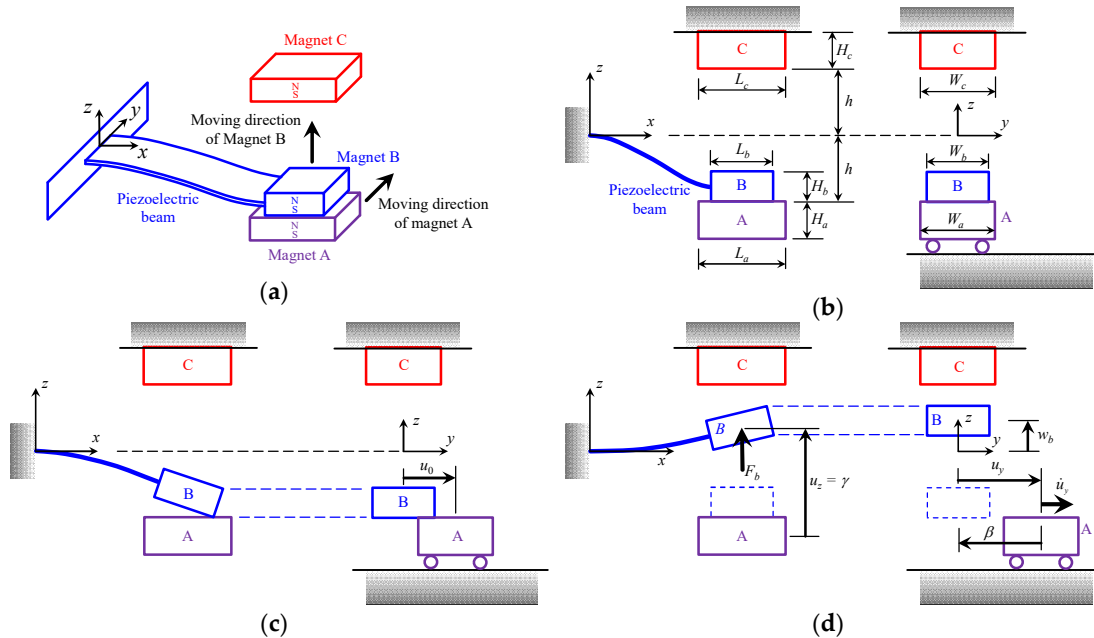 Magnet C
N
S
Moving direction
of Magnet B
z
y
x
Magnet B
Piezoelectric
beam
N
S
N
S
Moving direction
of magnet A
Magnet A
(a)
C
H_c
C
L_c
W_c
z
h
x
z
y
L_b
h
W_b
B
H_b
B
Piezoelectric
beam
A
H_a
W_a
A
L_a
(b)
C
C
z
x
z
y
u_0
B
B
A
A
(c)
C
C
z
B
B
z
w_b
x
y
F_b
u_z = γ
u_y
u̇_y
A
β
A
(d)